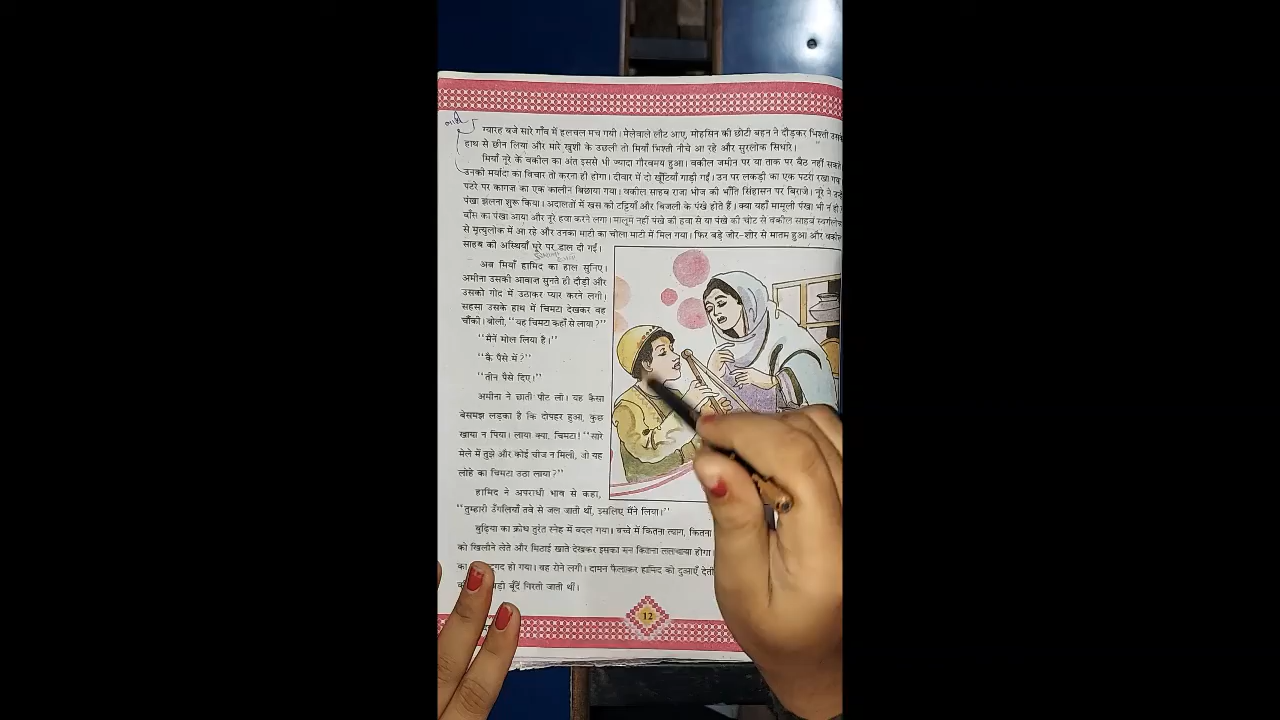 ग्यारह बजे सारे गाँव में हलचल मच गयी। मेलेवाले लौट आए, मोहसिन की छोटी बहन ने दौड़कर भिश्ती उसके
हाथ से छीन लिया और मारे खुशी के उछली तो मियाँ भिश्ती नीचे आ रहे और सुरलोक सिधारे।
मियाँ नूरे के वकील का अंत इससे भी ज्यादा गौरवमय हुआ। वकील जमीन पर या ताक पर बैठ नहीं सकते
उनकी मर्यादा का विचार तो करना ही होगा। दीवार में दो खूँटियाँ गाड़ी गईं। उन पर लकड़ी का एक पटरा रखा गया
पटरे पर कागज का एक कालीन बिछाया गया। वकील साहब राजा भोज की भाँति सिंहासन पर बिराजे। नूरे ने उन्हें
पंखा झलना शुरू किया। अदालतों में खस की टट्टियाँ और बिजली के पंखे होते हैं। क्या यहाँ मामूली पंखा भी न हो
बाँस का पंखा आया और नूरे हवा करने लगा। मालूम नहीं पंखे की हवा से या पंखे की चोट से वकील साहब स्वर्गलोक
से मृत्युलोक में आ रहे और उनका माटी का चोला माटी में मिल गया। फिर बड़े जोर-शोर से मातम हुआ और वकील
साहब की अस्थियाँ घूरे पर डाल दी गईं।
अब मियाँ हामिद का हाल सुनिए।
अमीना उसकी आवाज़ सुनते ही दौड़ी और
उसको गोद में उठाकर प्यार करने लगी।
सहसा उसके हाथ में चिमटा देखकर वह
चौंकी। बोली, "यह चिमटा कहाँ से लाया?"
"मैंनें मोल लिया है।"
"कै पैसे में?"
"तीन पैसे दिए।"
अमीना ने छाती पीट ली। यह कैसा
बेसमझ लड़का है कि दोपहर हुआ, कुछ
खाया न पिया। लाया क्या, चिमटा! "सारे
मेले में तुझे और कोई चीज न मिली, जो यह
लोहे का चिमटा उठा लाया?"
हामिद ने अपराधी भाव से कहा,
"तुम्हारी उँगलियाँ तवे से जल जाती थीं, इसलिए मैंने लिया।"
बुढ़िया का क्रोध तुरंत स्नेह में बदल गया। बच्चे में कितना त्याग, कितना
को खिलौने लेते और मिठाई खाते देखकर इसका मन कितना ललचाया होगा।
का गदगद हो गया। वह रोने लगी। दामन फैलाकर हामिद को दुआएँ देती
बूँदें गिरती जाती थीं।
12